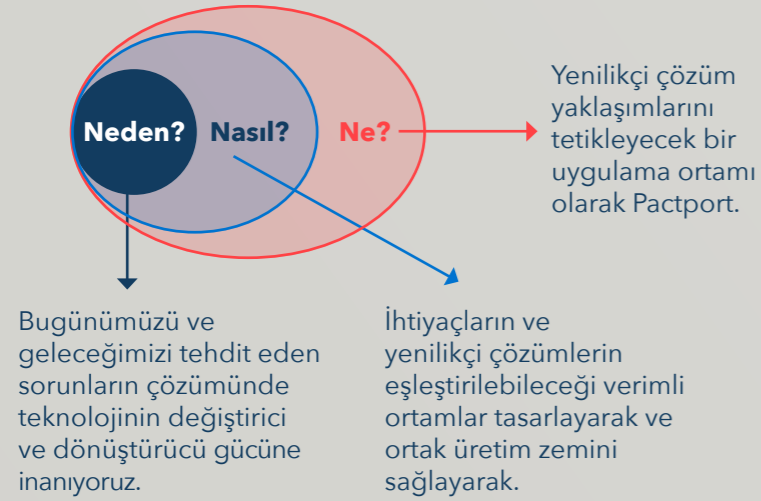 Neden? Nasıl? Ne?
Yenilikçi çözüm
yaklaşımlarını
tetikleyecek bir
uygulama ortamı
olarak Pactport.
Bugünümüzü ve
geleceğimizi tehdit eden
sorunların çözümünde
teknolojinin değiştirici
ve dönüştürücü gücüne
inanıyoruz.
İhtiyaçların ve
yenilikçi çözümlerin
eşleştirilebileceği verimli
ortamlar tasarlayarak ve
ortak üretim zemini
sağlayarak.